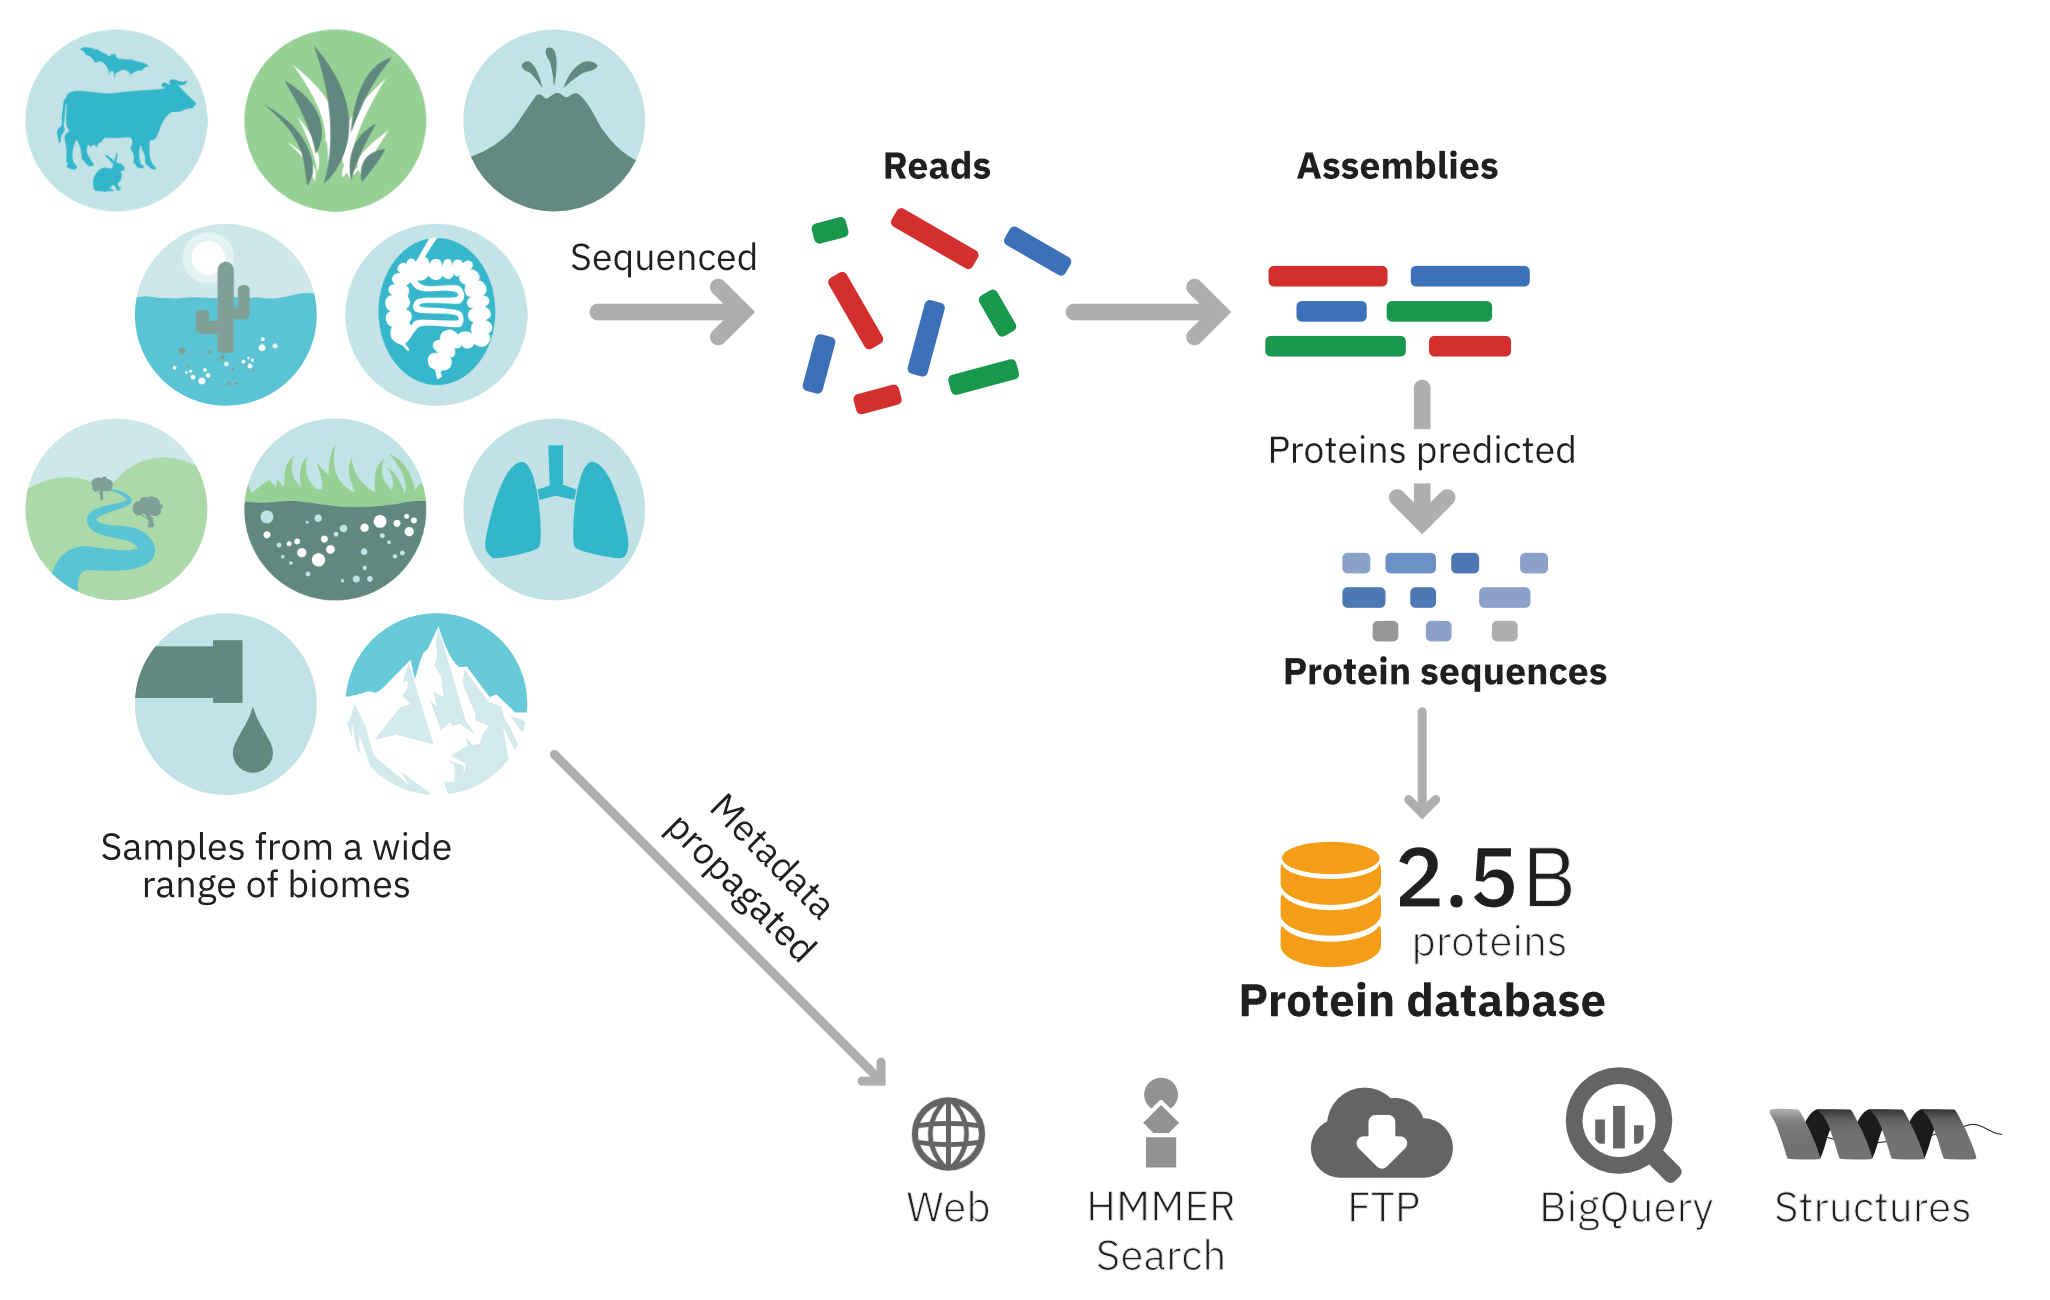 Samples from a wide
range of biomes
Sequenced
Reads
Assemblies
Proteins predicted
Protein sequences
2.5B
proteins
Protein database
Metadata
propagated
Web
HMMER
Search
FTP
BigQuery
Structures